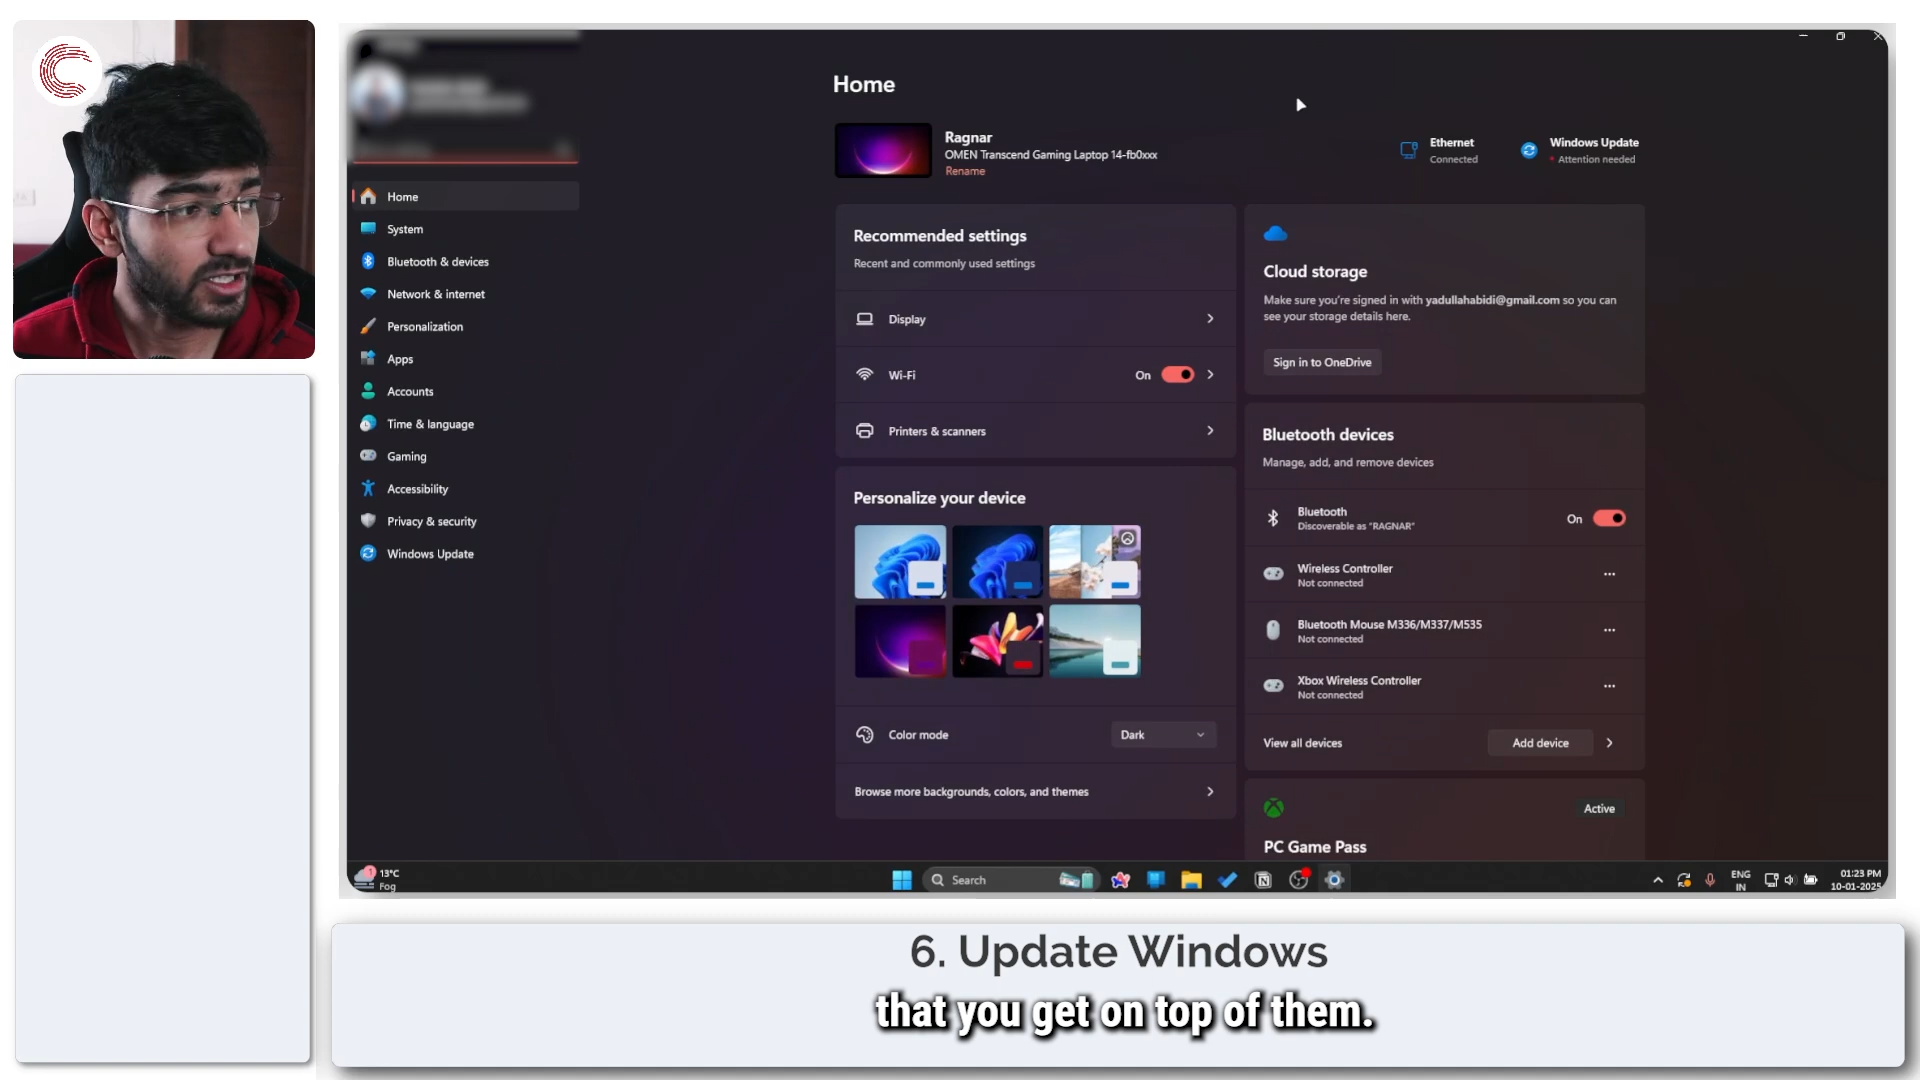 Home
Ragnar
OMEN Transcend Gaming Laptop 14-fb0xxx
Rename
Ethernet
Connected
Windows Update
Attention needed
Home
System
Bluetooth & devices
Network & internet
Personalization
Apps
Accounts
Time & language
Gaming
Accessibility
Privacy & security
Windows Update
Recommended settings
Recent and commonly used settings
Display
Wi-Fi
On
Printers & scanners
Personalize your device
Color mode
Dark
Browse more backgrounds, colors, and themes
Cloud storage
Make sure you're signed in with yadullahabidi@gmail.com so you can
see your storage details here.
Sign in to OneDrive
Bluetooth devices
Manage, add, and remove devices
Bluetooth
Discoverable as "RAGNAR"
On
Wireless Controller
Not connected
Bluetooth Mouse M336/M337/M535
Not connected
Xbox Wireless Controller
Not connected
View all devices
Add device
Active
PC Game Pass
1
13°C
Fog
Search
ENG
IN
01:23 PM
10-01-2025
6. Update Windows
that you get on top of them.